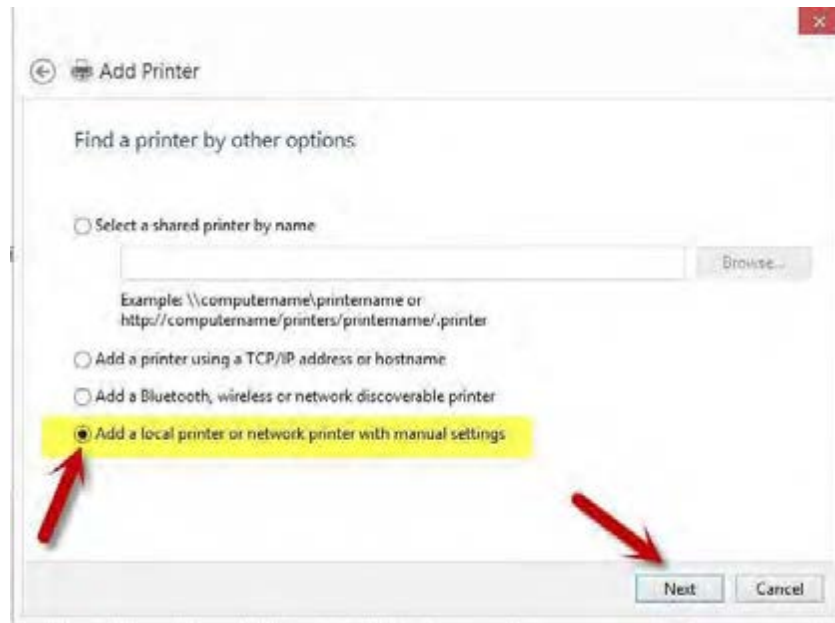 Add Printer
Find a printer by other options
Select a shared printer by name
Browse...
Example: \\computername\printername or
http://computername/printers/printername/.printer
Add a printer using a TCP/IP address or hostname
Add a Bluetooth, wireless or network discoverable printer
Add a local printer or network printer with manual settings
Next Cancel